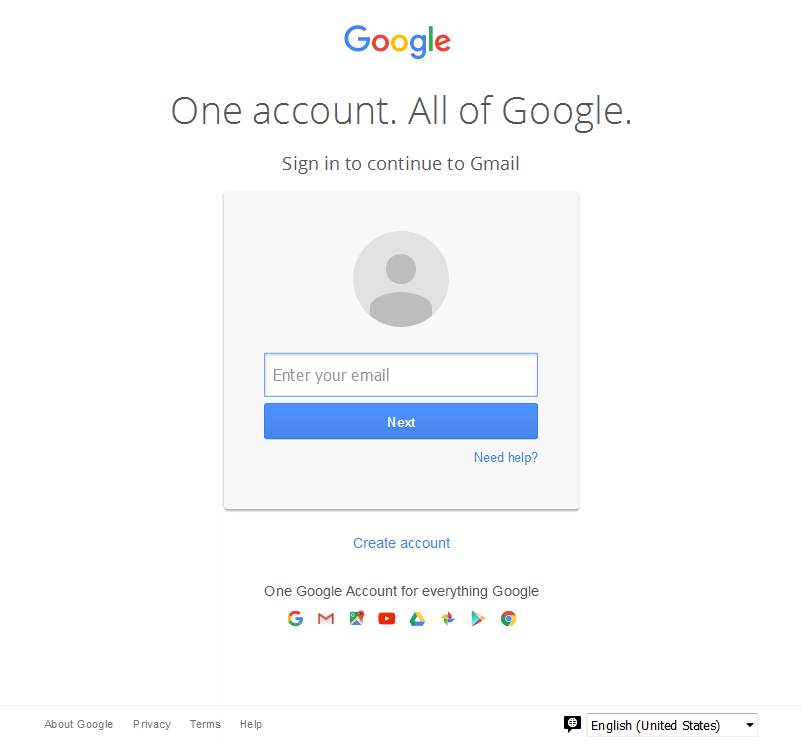 Google
One account. All of Google.
Sign in to continue to Gmail
Enter your email
Next
Need help?
Create account
One Google Account for everything Google
About Google Privacy Terms Help English (United States)